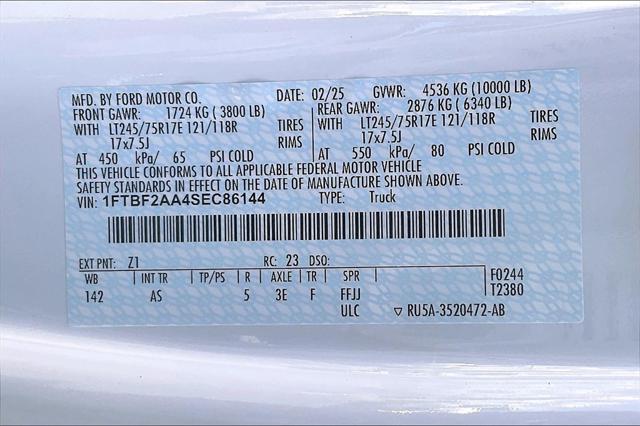 MFD. BY FORD MOTOR CO. DATE: 02/25 GVWR: 4536 KG (10000 LB)
FRONT GAWR: 1724 KG ( 3800 LB) REAR GAWR: 2876 KG ( 6340 LB)
WITH LT245/75R17E 121/118R TIRES WITH LT245/75R17E 121/118R TIRES
17x7.5J RIMS 17x7.5J RIMS
AT 450 kPa/ 65 PSI COLD AT 550 kPa/ 80 PSI COLD
THIS VEHICLE CONFORMS TO ALL APPLICABLE FEDERAL MOTOR VEHICLE
SAFETY STANDARDS IN EFFECT ON THE DATE OF MANUFACTURE SHOWN ABOVE.
VIN: 1FTBF2AA4SEC86144 TYPE: Truck
EXT PNT: Z1 RC: 23 DSO:
WB INT TR TP/PS R AXLE TR SPR F0244
142 AS 5 3E F FFJJ T2380
ULC ▽ RU5A-3520472-AB